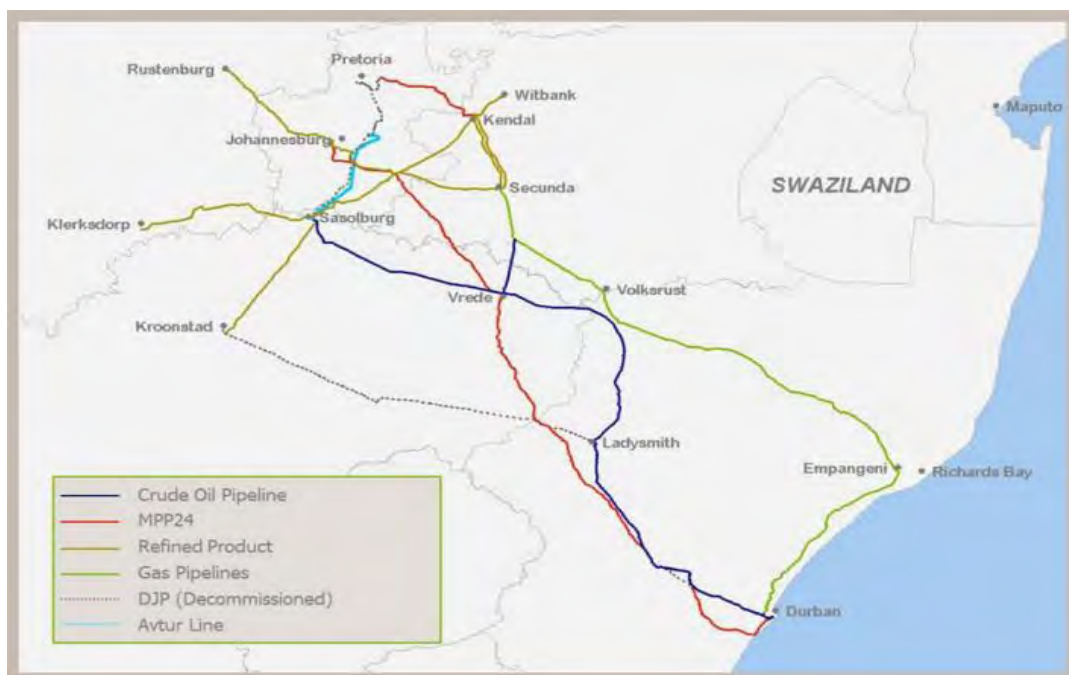 Pretoria
Rustenburg
Witbank
Maputo
Kendal
Johannesburg
Secunda
SWAZILAND
Klerksdorp
Sasolburg
Volksrust
Vrede
Kroonstad
Ladysmith
Empangeni
Richards Bay
Crude Oil Pipeline
MPP24
Refined Product
Gas Pipelines
DJP (Decommissioned)
Avtur Line
Durban